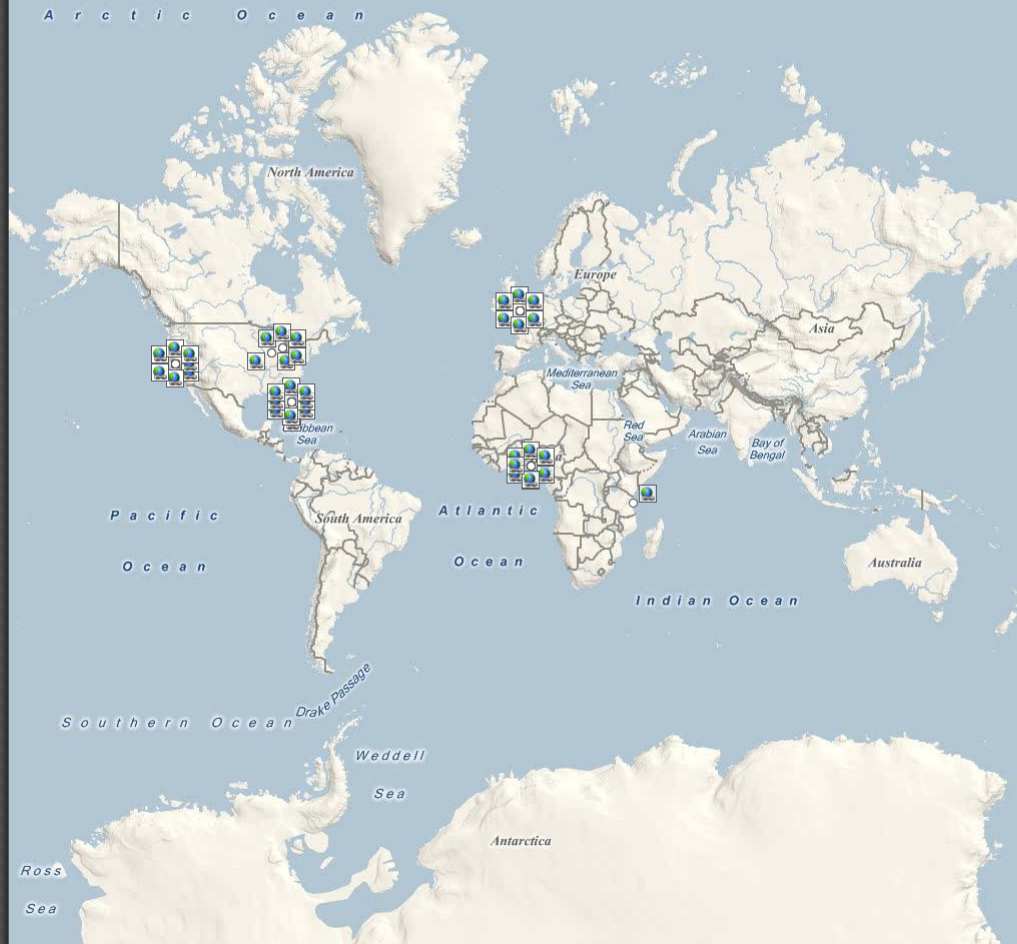 Arctic Ocean
North America
Europe
Asia
Mediterranean
Sea
Red
Sea
Arabian
Sea
Bay of
Bengal
bbean
Sea
a
Pacific
Ocean
South America
Atlantic
Ocean
Australia
Indian Ocean
Drake Passage
Southern Ocean
Weddell
Sea
Antarctica
Ross
Sea